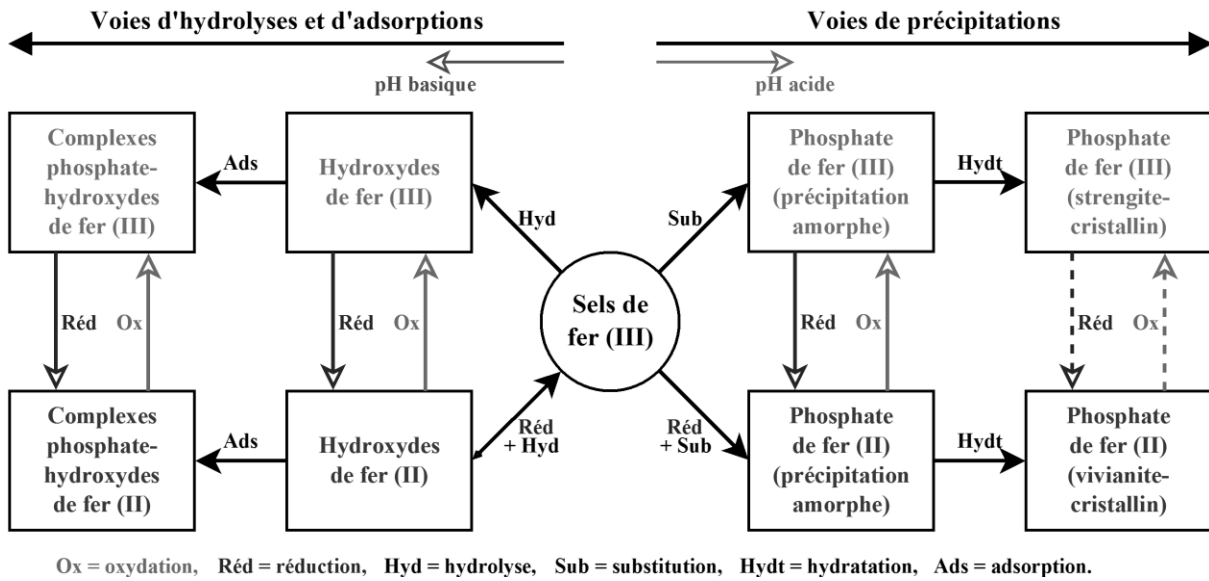 Voies d'hydrolyses et d'adsorptions
Voies de précipitations
pH basique
pH acide
Complexes
phosphate-
hydroxydes
de fer (III)
Ads
Hydroxydes
de fer (III)
Hyd
Sub
Phosphate
de fer (III)
(précipitation
amorphe)
Hydt
Phosphate
de fer (III)
(strengite-
cristallin)
Réd
Ox
Réd
Ox
Sels de
fer (III)
Réd
Ox
Réd
Ox
Complexes
phosphate-
hydroxydes
de fer (II)
Ads
Hydroxydes
de fer (II)
Réd
+ Hyd
Réd
+ Sub
Phosphate
de fer (II)
(précipitation
amorphe)
Hydt
Phosphate
de fer (II)
(vivianite-
cristallin)
Ox = oxydation, Réd = réduction, Hyd = hydrolyse, Sub = substitution, Hydt = hydratation, Ads = adsorption.